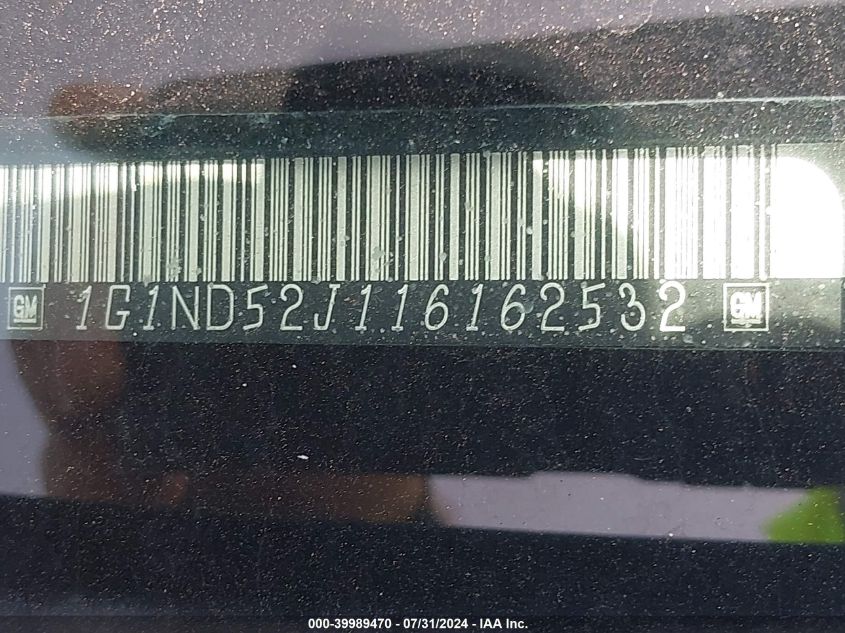 GM 1G1ND52J116162532 GM
000-39989470 / 07/31/2024 - IAA Inc.